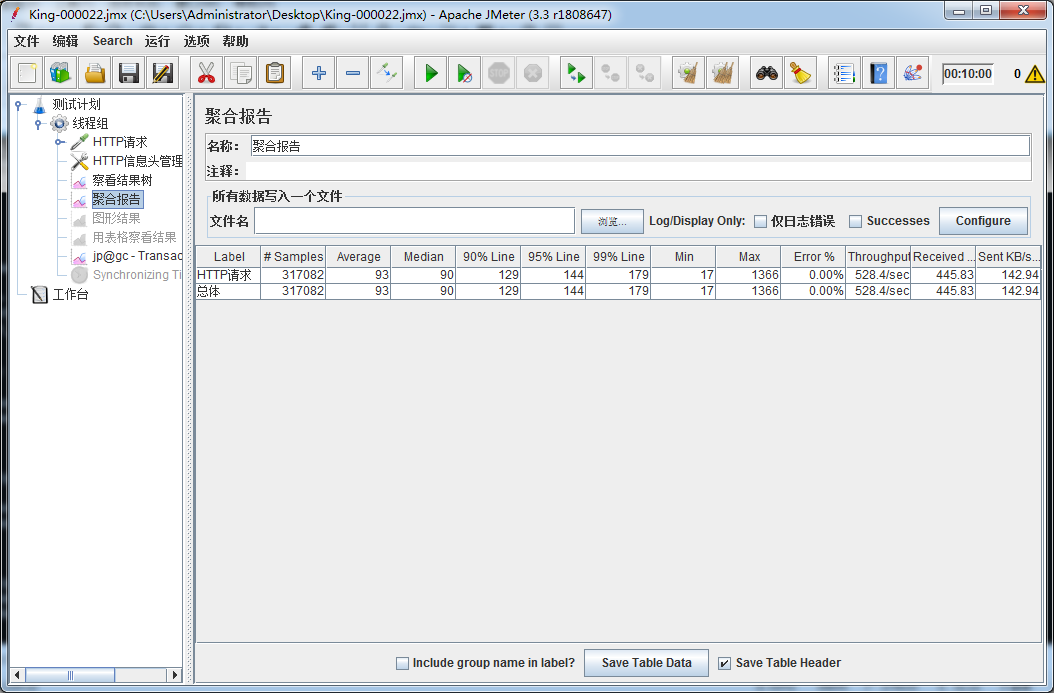 King-000022.jmx (C:\Users\Administrator\Desktop\King-000022.jmx) - Apache JMeter (3.3 r1808647)
文件 编辑 Search 运行 选项 帮助
STOP 00:10:00 0
测试计划
线程组
HTTP请求
HTTP信息头管理
察看结果树
聚合报告
图形结果
用表格察看结果
jp@gc - Transac
Synchronizing Ti
工作台
聚合报告
名称： 聚合报告
注释：
所有数据写入一个文件
文件名 浏览... Log/Display Only: 仅日志错误 Successes Configure
Label # Samples Average Median 90% Line 95% Line 99% Line Min Max Error % Throughput Received ... Sent KB/s...
HTTP请求 317082 93 90 129 144 179 17 1366 0.00% 528.4/sec 445.83 142.94
总体 317082 93 90 129 144 179 17 1366 0.00% 528.4/sec 445.83 142.94
Include group name in label? Save Table Data Save Table Header